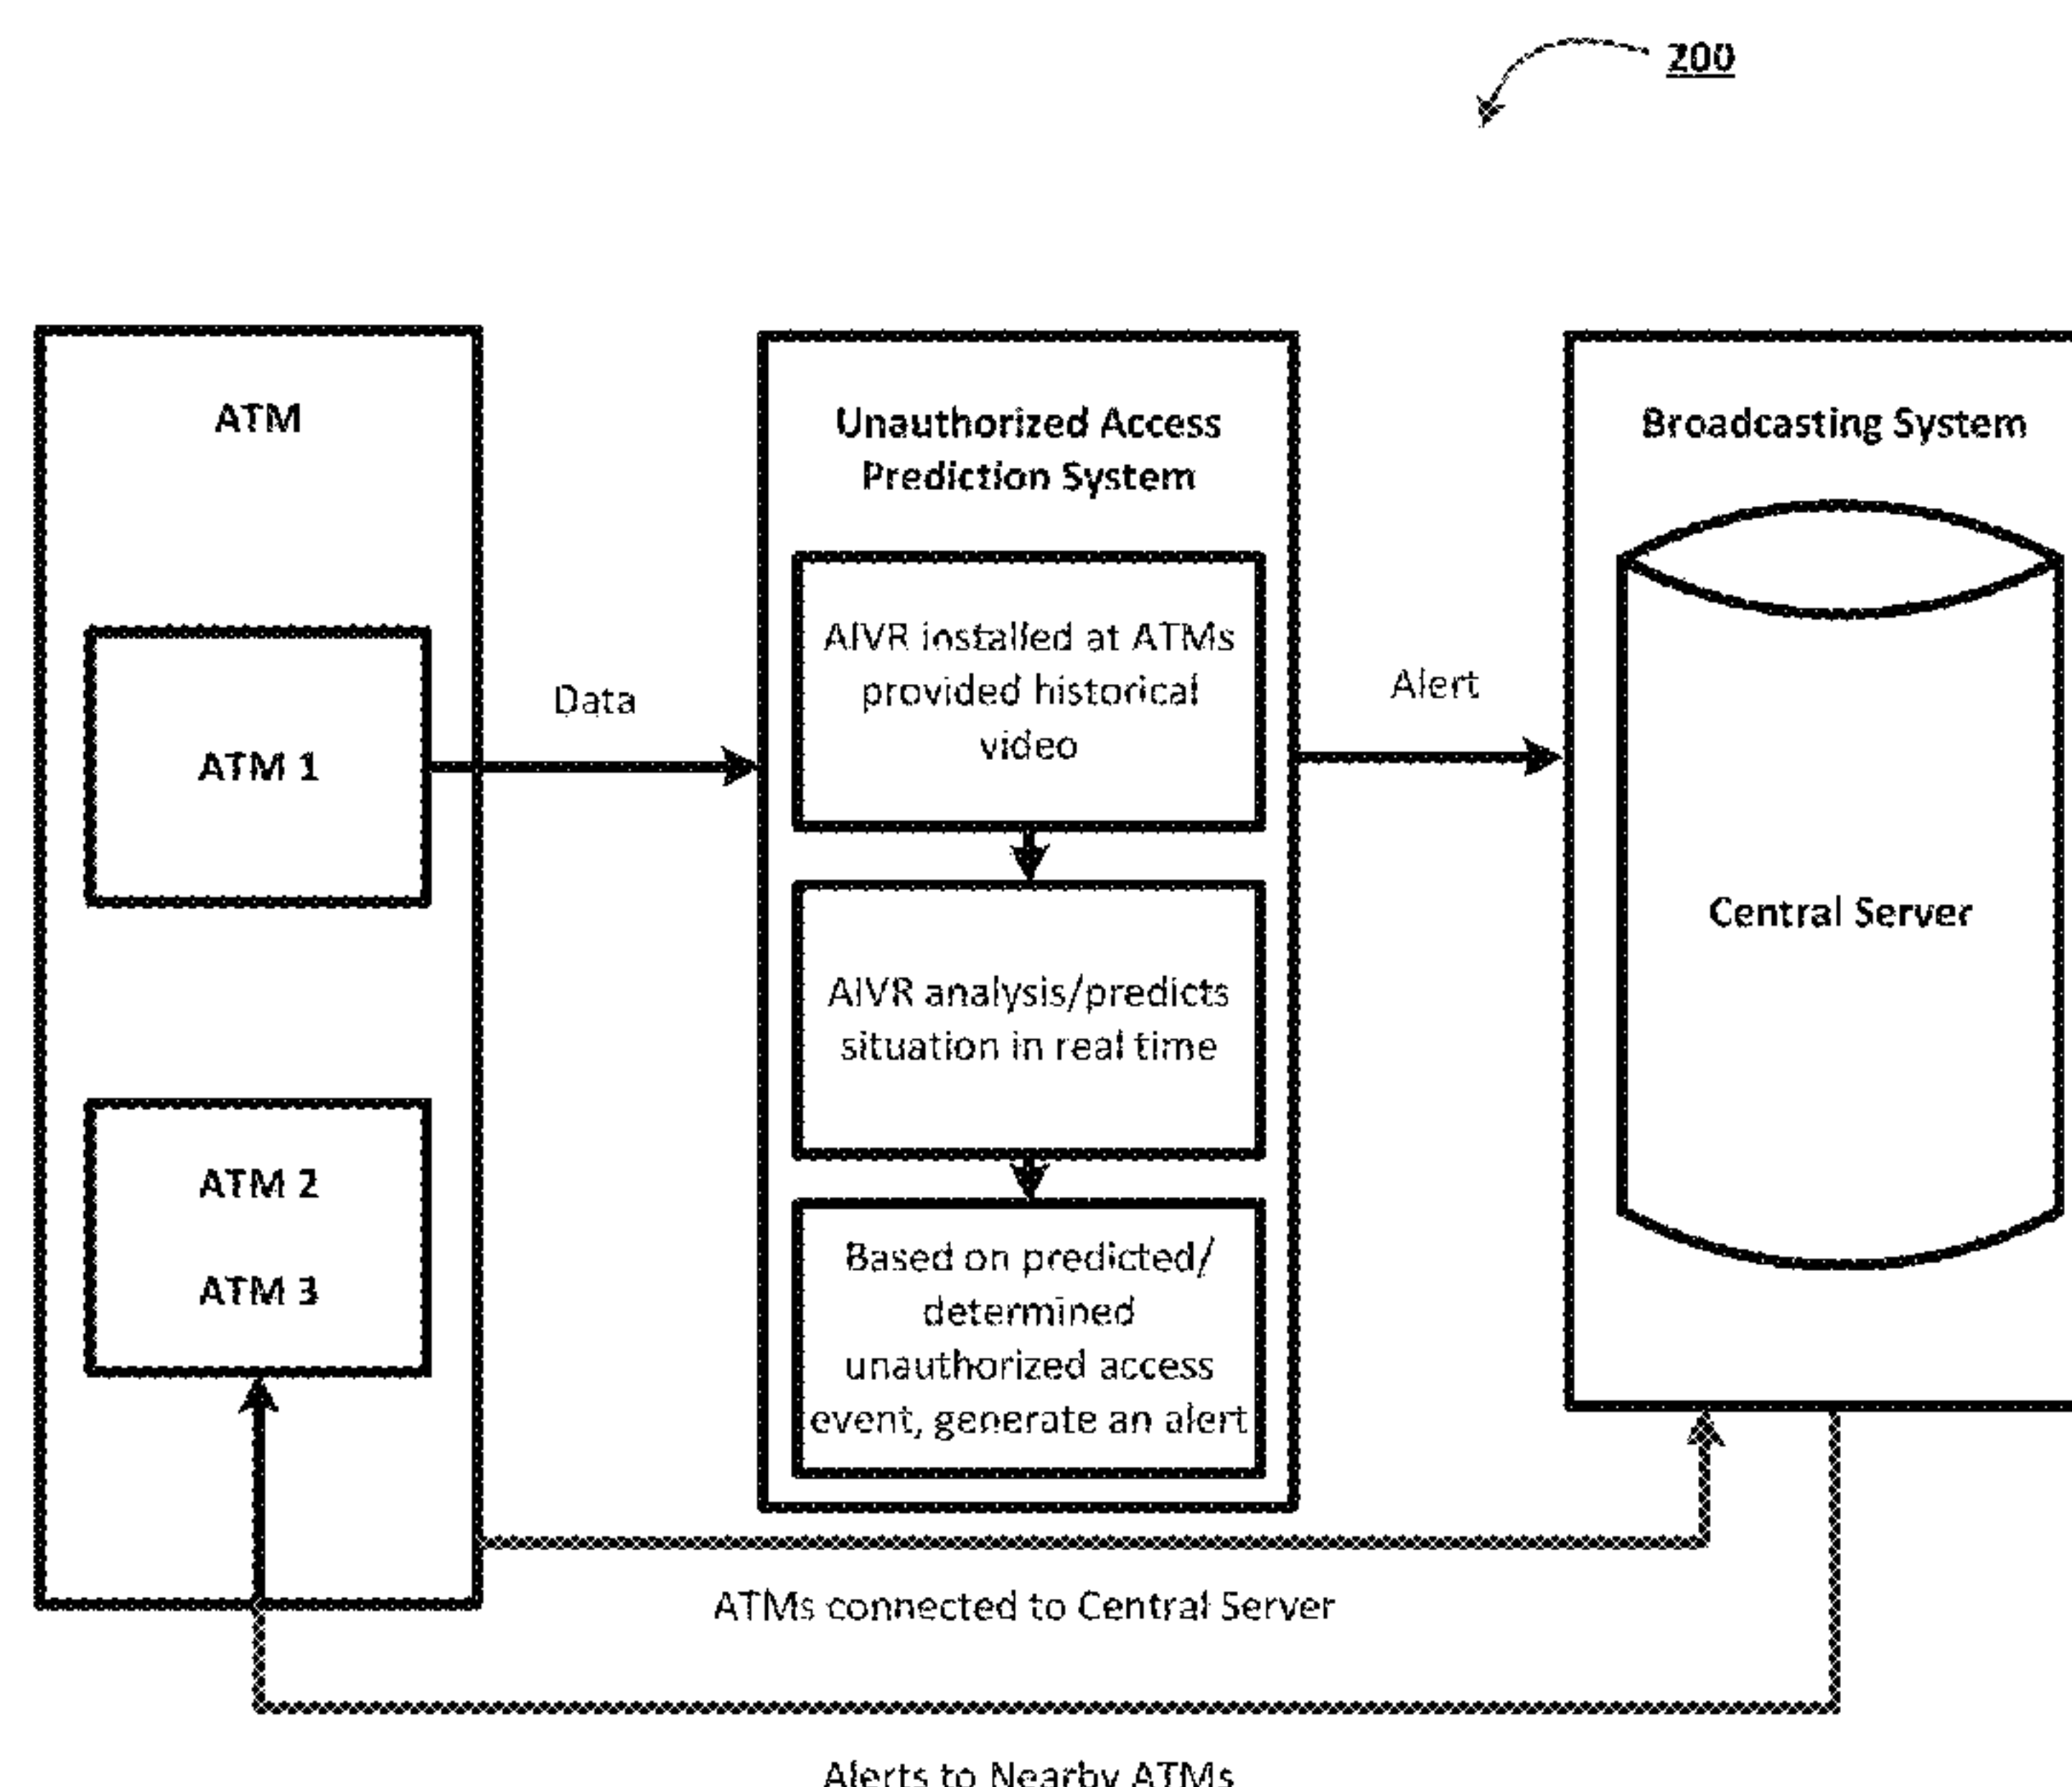 200
ATM
ATM 1
ATM 2
ATM 3
Data
Unauthorized Access
Prediction System
AIVR installed at ATMs
provided historical
video
AIVR analysis/predicts
situation in real time
Based on predicted/
determined
unauthorized access
event, generate an alert
Alert
Broadcasting System
Central Server
ATMs connected to Central Server
Alerts to Nearby ATMs